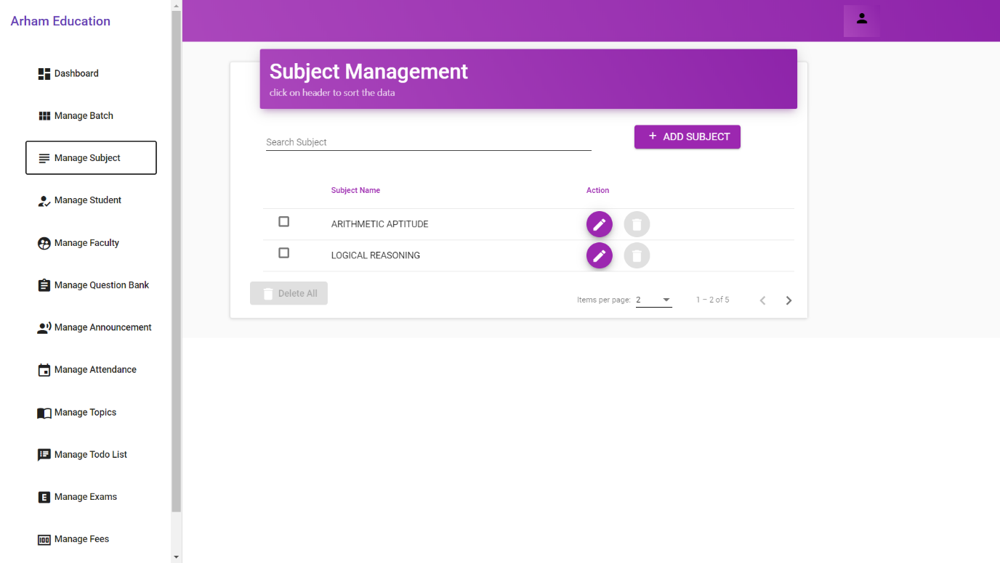 Arham Education
Dashboard
Manage Batch
Manage Subject
Manage Student
Manage Faculty
Manage Question Bank
Manage Announcement
Manage Attendance
Manage Topics
Manage Todo List
E Manage Exams
100 Manage Fees
Subject Management
click on header to sort the data
Search Subject
+ ADD SUBJECT
Subject Name Action
ARITHMETIC APTITUDE
LOGICAL REASONING
Delete All
Items per page: 2 1 – 2 of 5